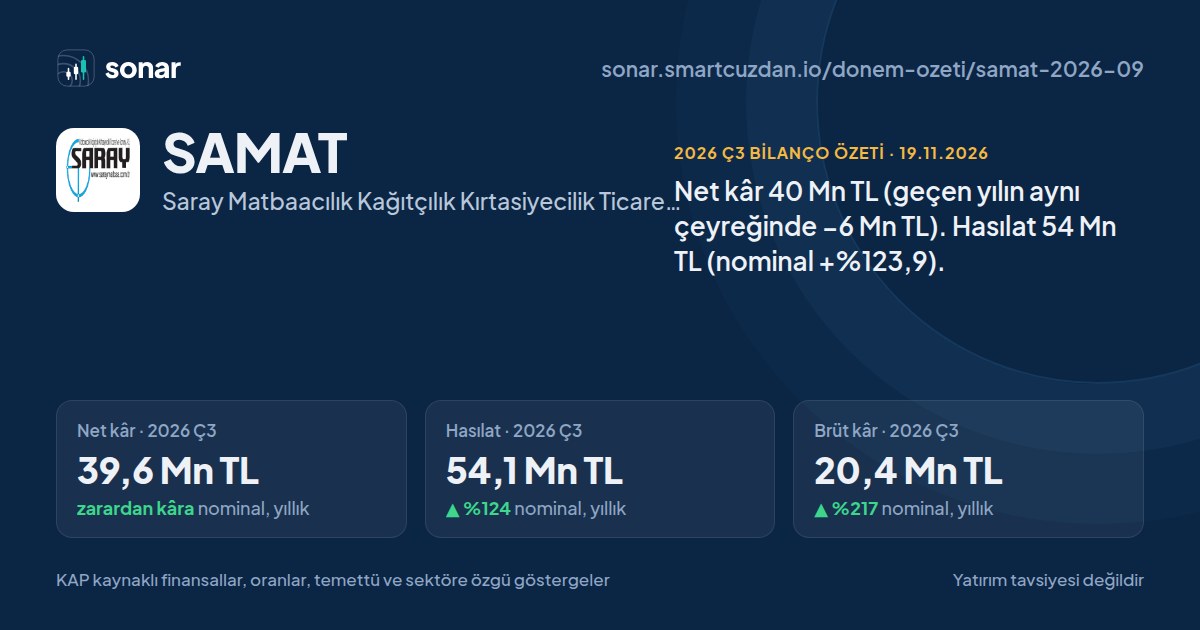 sonar
sonar.smartcuzdan.io/donem-ozeti/samat-2026-09
SARAY
SAMAT
Saray Matbaacılık Kağıtçılık Kırtasiyecilik Ticare...
2026 Ç3 BİLANÇO ÖZETİ · 19.11.2026
Net kâr 40 Mn TL (geçen yılın aynı
çeyreğinde −6 Mn TL). Hasılat 54 Mn
TL (nominal +%123,9).
Net kâr · 2026 Ç3
39,6 Mn TL
zarardan kâra nominal, yıllık
Hasılat · 2026 Ç3
54,1 Mn TL
▲ %124 nominal, yıllık
Brüt kâr · 2026 Ç3
20,4 Mn TL
▲ %217 nominal, yıllık
KAP kaynaklı finansallar, oranlar, temettü ve sektöre özgü göstergeler
Yatırım tavsiyesi değildir